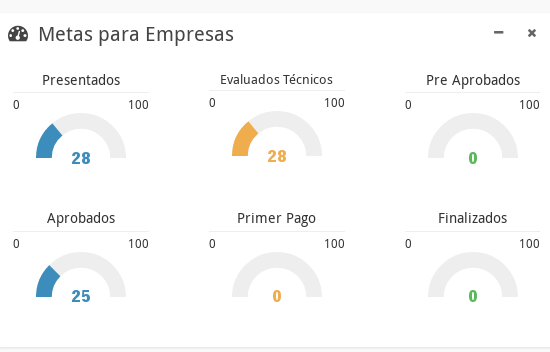 Metas para Empresas
Presentados
0 100
28
Evaluados Técnicos
0 100
28
Pre Aprobados
0 100
0
Aprobados
0 100
25
Primer Pago
0 100
0
Finalizados
0 100
0